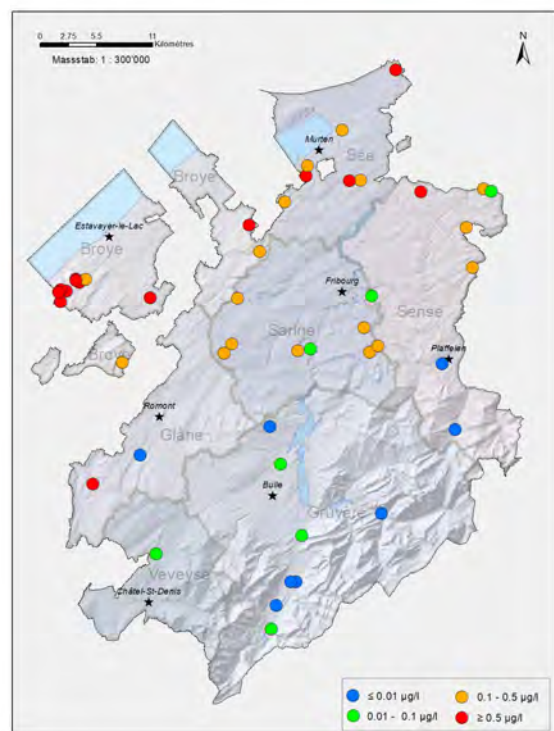 0 2.75 5.5 11
Kilomètres
Massstab: 1 : 300'000
N
Murten
See
Broye
Estavayer-le-Lac
Broye
Fribourg
Sense
Sarine
Plaffeien
Broye
Romont
Glâne
Bulle
Gruyère
Veveyse
Châtel-St-Denis
≤ 0.01 µg/l
0.1 - 0.5 µg/l
0.01 - 0.1 µg/l
≥ 0.5 µg/l